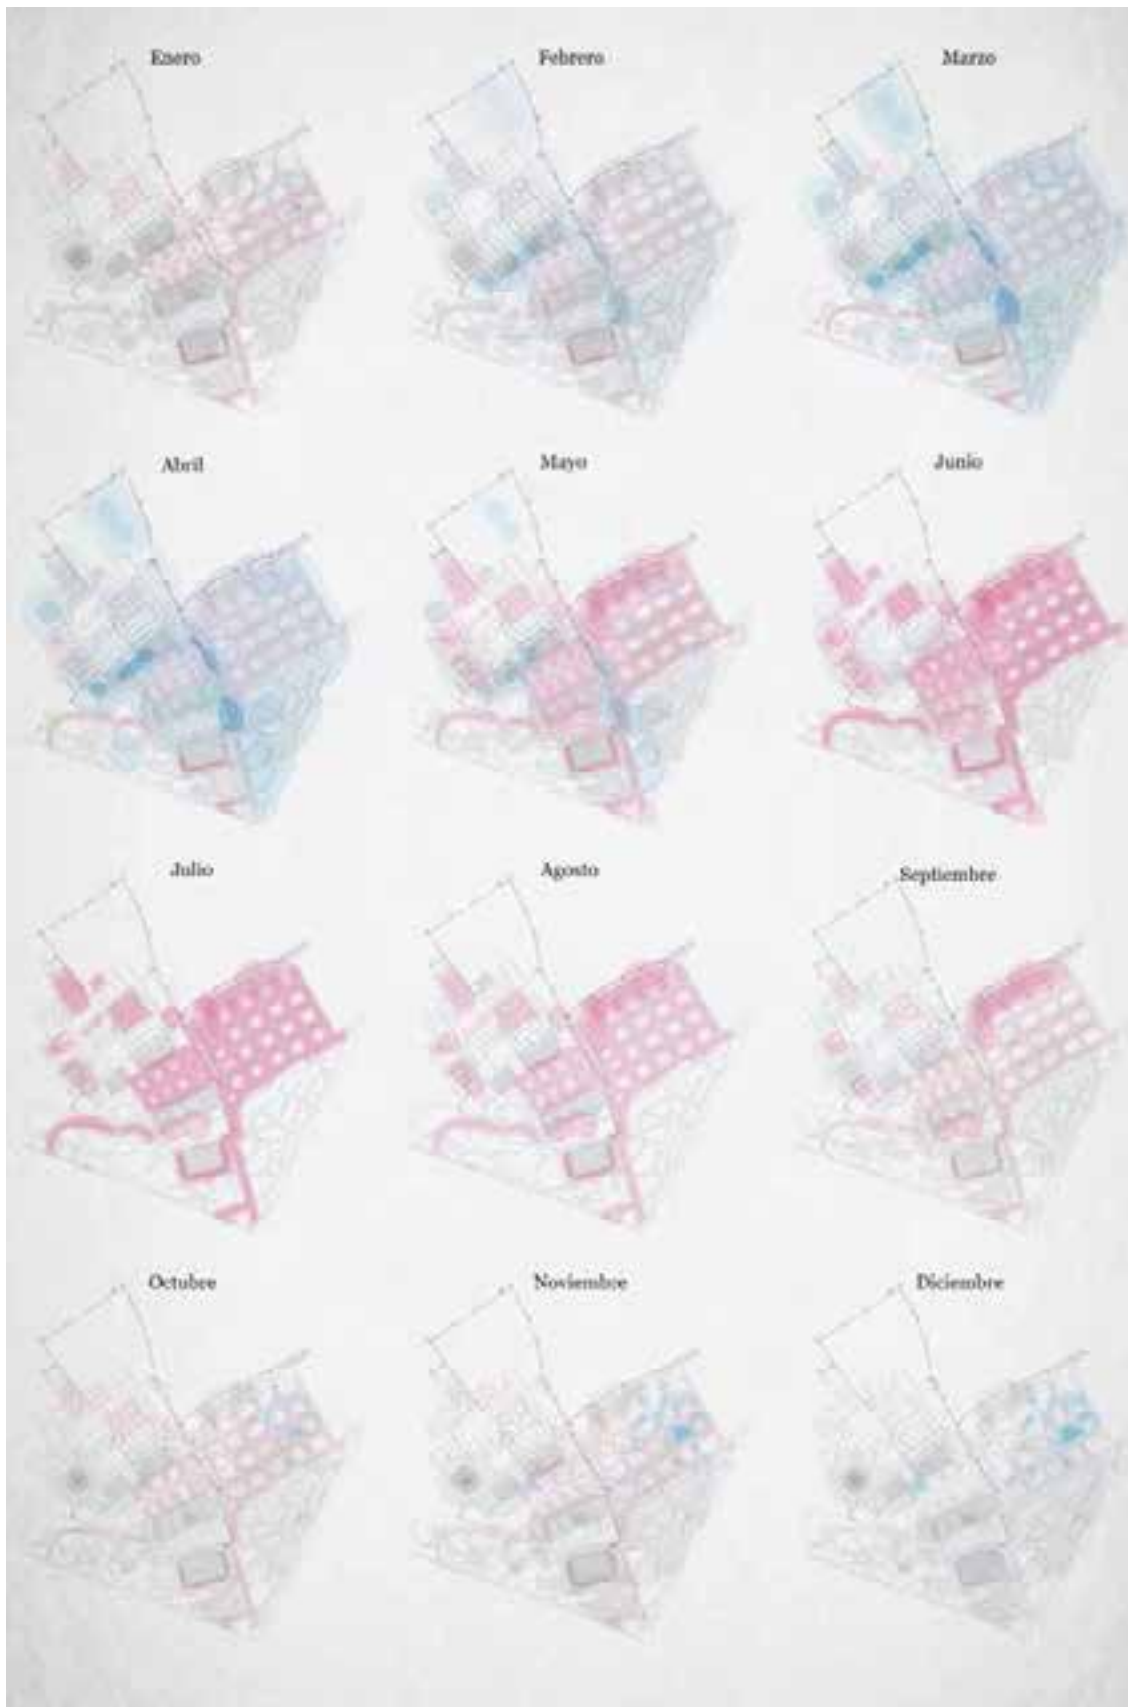 Enero
Febrero
Marzo
Abril
Mayo
Junio
Julio
Agosto
Septiembre
Octubre
Noviembre
Diciembre